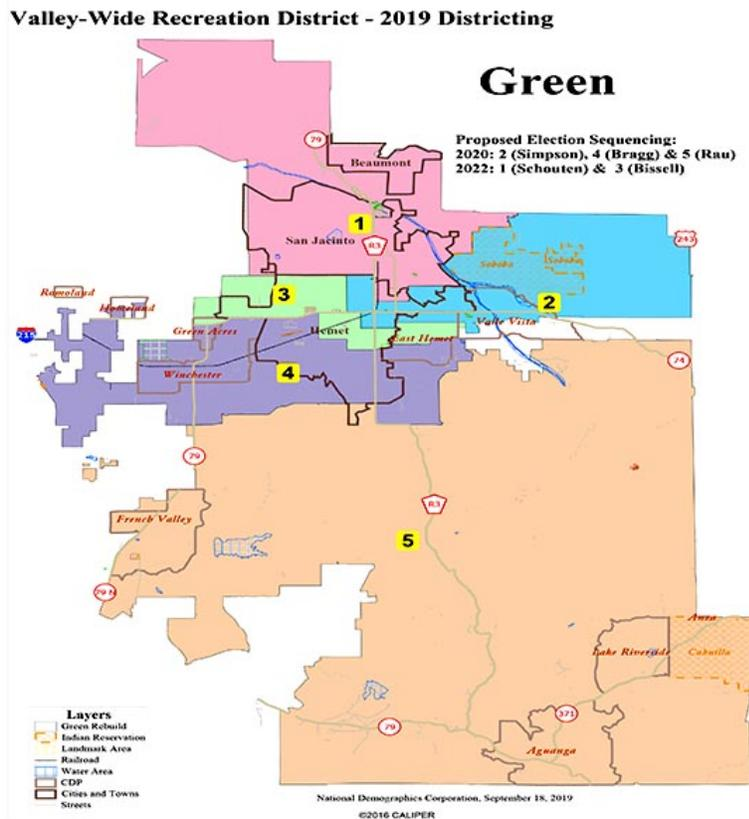 Valley-Wide Recreation District - 2019 Districting
Green
Proposed Election Sequencing:
2020: 2 (Simpson), 4 (Bragg) & 5 (Rau)
2022: 1 (Schouten) & 3 (Bissell)
79
Beaumont
1
San Jacinto
R3
243
Soboba
Soboba
2
Romoland
Homeland
3
215
Green Acres
Hemet
East Hemet
Valle Vista
Winchester
4
74
79
French Valley
R3
5
79 N
Anza
Lake Riverside
Cahuilla
371
79
Aguanga
Layers
Green Rebuild
Indian Reservation
Landmark Area
Railroad
Water Area
CDP
Cities and Towns
Streets
National Demographics Corporation, September 18, 2019
©2016 CALIPER